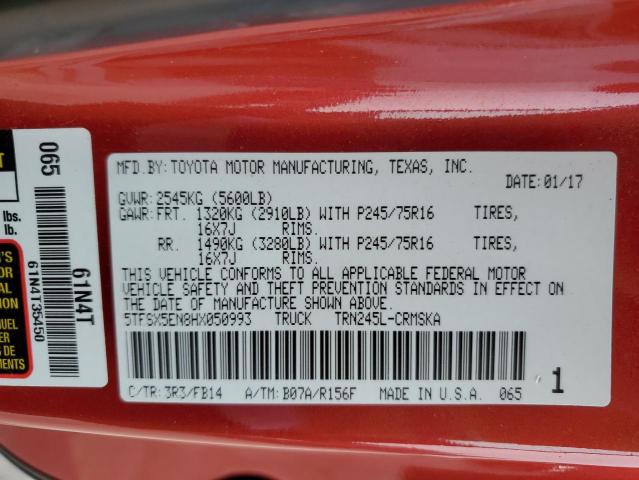 MFD.BY:TOYOTA MOTOR MANUFACTURING, TEXAS, INC.
DATE:01/17
GVWR:2545KG (5600LB)
GAWR:FRT. 1320KG (2910LB) WITH P245/75R16 TIRES,
16X7J RIMS.
RR. 1490KG (3280LB) WITH P245/75R16 TIRES,
16X7J RIMS.
THIS VEHICLE CONFORMS TO ALL APPLICABLE FEDERAL MOTOR
VEHICLE SAFETY AND THEFT PREVENTION STANDARDS IN EFFECT ON
THE DATE OF MANUFACTURE SHOWN ABOVE.
5TFSX5EN8HX050993 TRUCK TRN245L-CRMSKA
C/TR:3R3/FB14 A/TM:B07A/R156F MADE IN U.S.A. 065
1
065
61N4T
61N4T35450
lbs.
lb.